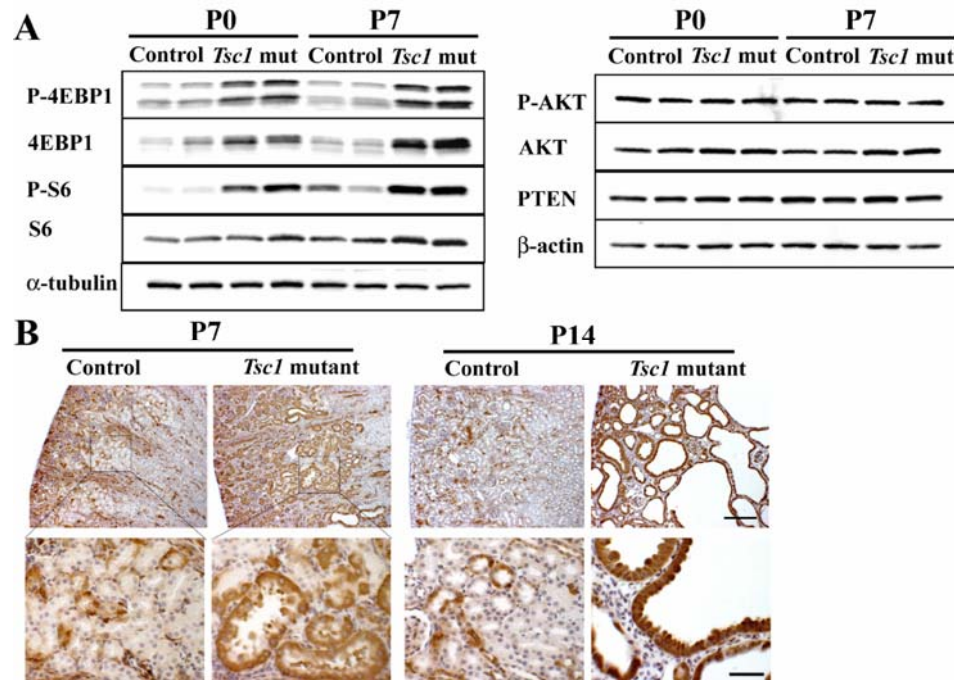 A
P0 P7
Control Tsc1 mut Control Tsc1 mut
P-4EBP1
4EBP1
P-S6
S6
α-tubulin
P0 P7
Control Tsc1 mut Control Tsc1 mut
P-AKT
AKT
PTEN
β-actin
B
P7 P14
Control Tsc1 mutant Control Tsc1 mutant